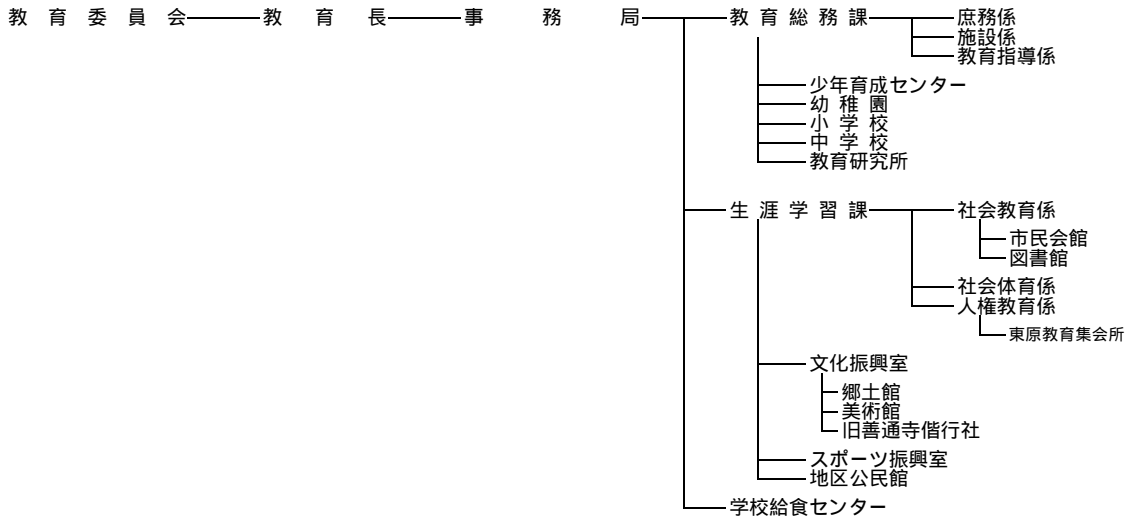 教育委員会 教育長 事務局 教育総務課 庶務係
施設係
教育指導係
少年育成センター
幼稚園
小学校
中学校
教育研究所
生涯学習課 社会教育係
市民会館
図書館
社会体育係
人権教育係
東原教育集会所
文化振興室
郷土館
美術館
旧善通寺偕行社
スポーツ振興室
地区公民館
学校給食センター